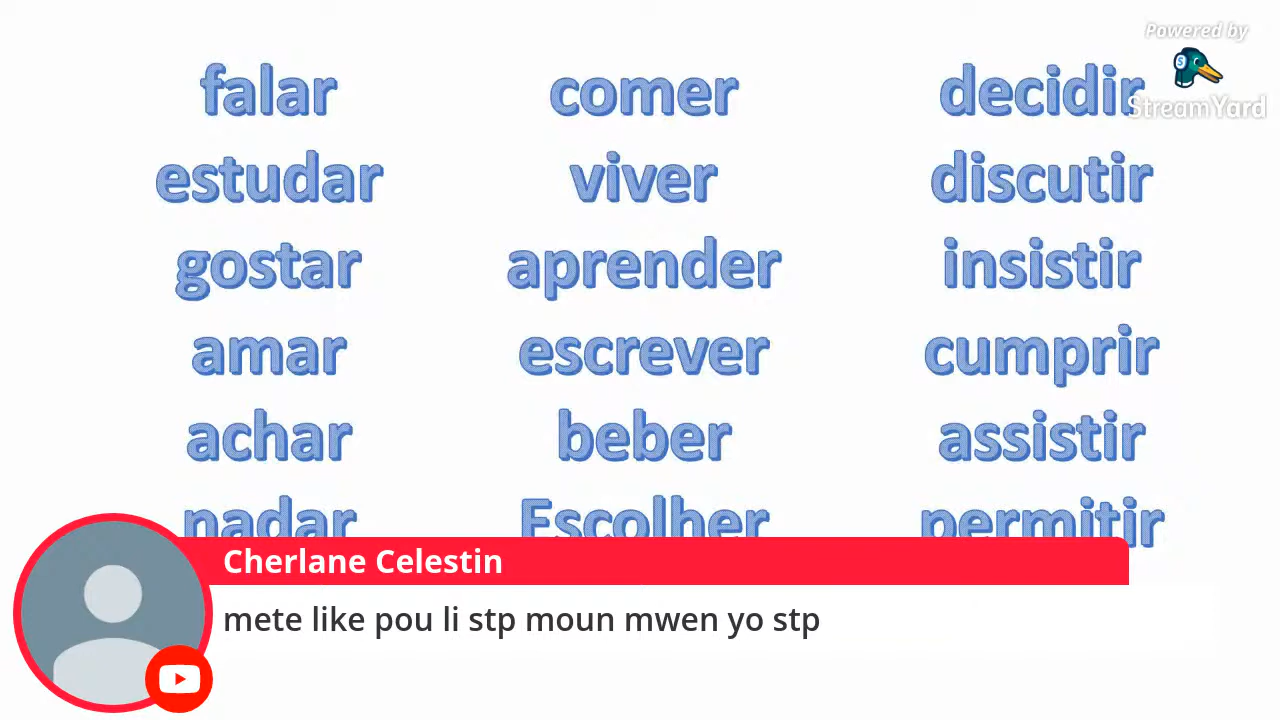 Powered by
StreamYard
falar comer decidir
estudar viver discutir
gostar aprender insistir
amar escrever cumprir
achar beber assistir
nadar Escolher permitir
Cherlane Celestin
mete like pou li stp moun mwen yo stp